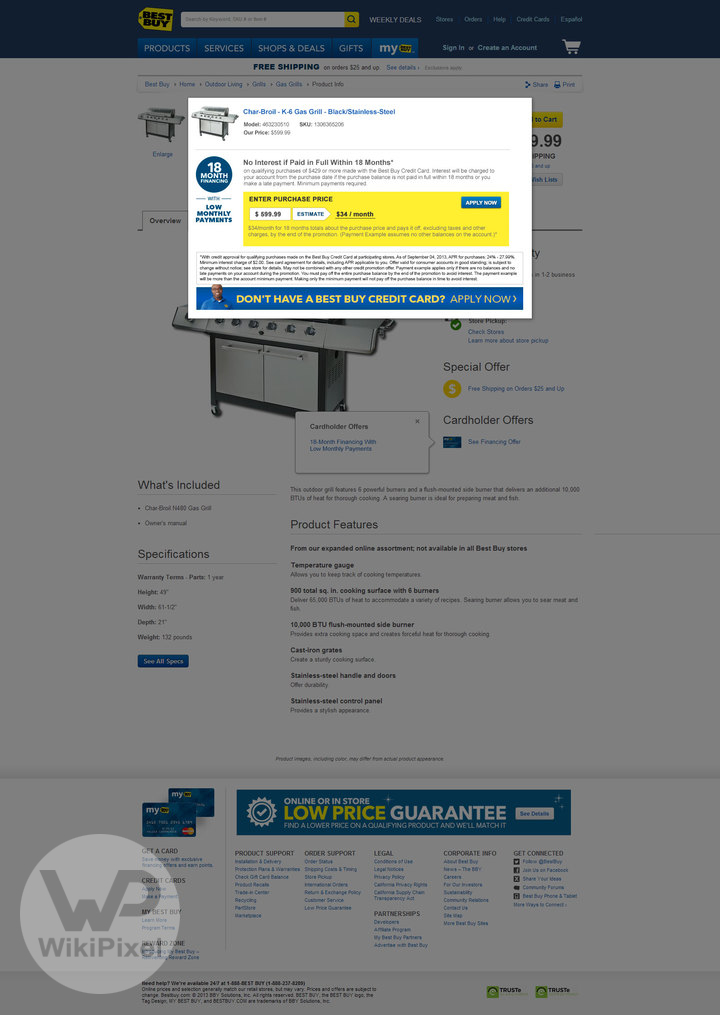 BEST BUY
Search by Keyword, SKU # or Item #
WEEKLY DEALS
Stores Orders Help Credit Cards Español
PRODUCTS SERVICES SHOPS & DEALS GIFTS my
Sign In or Create an Account
FREE SHIPPING on orders $25 and up. See details › Exclusions apply.
Best Buy Home Outdoor Living Grills Gas Grills Product Info
Share Print
Char-Broil - K-6 Gas Grill - Black/Stainless-Steel
Model: 463230510 SKU: 1306365206
Our Price: $599.99
to Cart
9.99
IPPING
and up
ish Lists
Enlarge
18 MONTH FINANCING
WITH
LOW MONTHLY PAYMENTS
No Interest if Paid in Full Within 18 Months*
on qualifying purchases of $429 or more made with the Best Buy Credit Card. Interest will be charged to
your account from the purchase date if the purchase balance is not paid in full within 18 months or you
make a late payment. Minimum payments required.
ENTER PURCHASE PRICE
APPLY NOW
$ 599.99 ESTIMATE $34 / month
$34/month for 18 months totals about the purchase price and pays it off, excluding taxes and other
charges, by the end of the promotion. (Payment Example assumes no other balances on the account.)*
*With credit approval for qualifying purchases made on the Best Buy Credit Card at participating stores. As of September 04, 2013, APR for purchases: 24% - 27.99%
Minimum interest charge of $2.00. See card agreement for details, including APR applicable to you. Offer valid for consumer accounts in good standing; is subject to
change without notice; see store for details. May not be combined with any other credit promotion offer. Payment example applies only if there are no balances and no
late payments on your account during the promotion. You must pay off the entire purchase balance by the end of the promotion to avoid interest. The payment example
will be more than the account minimum payment. Making only the minimum payment will not pay off the purchase balance in time to avoid interest.
DON'T HAVE A BEST BUY CREDIT CARD? APPLY NOW ›
Overview
ty
in 1-2 business
Store Pickup:
Check Stores
Learn more about store pickup
Special Offer
$ Free Shipping on Orders $25 and Up
Cardholder Offers
See Financing Offer
Cardholder Offers
18-Month Financing With
Low Monthly Payments
What's Included
Char-Broil N480 Gas Grill
Owner's manual
Specifications
Warranty Terms - Parts: 1 year
Height: 49"
Width: 61-1/2"
Depth: 21"
Weight: 132 pounds
See All Specs
This outdoor grill features 6 powerful burners and a flush-mounted side burner that delivers an additional 10,000
BTUs of heat for thorough cooking. A searing burner is ideal for preparing meat and fish.
Product Features
From our expanded online assortment; not available in all Best Buy stores
Temperature gauge
Allows you to keep track of cooking temperatures.
900 total sq. in. cooking surface with 6 burners
Deliver 65,000 BTUs of heat to accommodate a variety of recipes. Searing burner allows you to sear meat and
fish.
10,000 BTU flush-mounted side burner
Provides extra cooking space and creates forceful heat for thorough cooking.
Cast-iron grates
Create a sturdy cooking surface.
Stainless-steel handle and doors
Offer durability.
Stainless-steel control panel
Provides a stylish appearance.
Product images, including color, may differ from actual product appearance.
my
my
ONLINE OR IN STORE
LOW PRICE GUARANTEE
FIND A LOWER PRICE ON A QUALIFYING PRODUCT AND WE'LL MATCH IT
See Details
GET A CARD
Save money with exclusive
financing offers and earn points.
CREDIT CARDS
Apply Now
Make a Payment
MY BEST BUY
Learn More
Program Terms
REWARD ZONE
Introducing My Best Buy –
Reinventing Reward Zone
PRODUCT SUPPORT
Installation & Delivery
Protection Plans & Warranties
Check Gift Card Balance
Product Recalls
Trade-in Center
Recycling
PartStore
Marketplace
ORDER SUPPORT
Order Status
Shipping Costs & Timing
Store Pickup
International Orders
Return & Exchange Policy
Customer Service
Low Price Guarantee
LEGAL
Conditions of Use
Legal Notices
Privacy Policy
California Privacy Rights
California Supply Chain
Transparency Act
PARTNERSHIPS
Developers
Affiliate Program
My Best Buy Partners
Advertise with Best Buy
CORPORATE INFO
About Best Buy
News – The BBY
Careers
For Our Investors
Sustainability
Community Relations
Contact Us
Site Map
More Best Buy Sites
GET CONNECTED
Follow @BestBuy
Join Us on Facebook
Share Your Ideas
Community Forums
Best Buy Phone & Tablet
More Ways to Connect ›
WP
WikiPixel
Need help? We're available 24/7 at 1-888-BEST BUY (1-888-237-8289)
Online prices and selection generally match our retail stores, but may vary. Prices and offers are subject to
change. Bestbuy.com: © 2013 BBY Solutions, Inc. All rights reserved. BEST BUY, the BEST BUY logo, the
Tag Design, MY BEST BUY, and BESTBUY.COM are trademarks of BBY Solutions, Inc.
TRUSTe TRUSTe